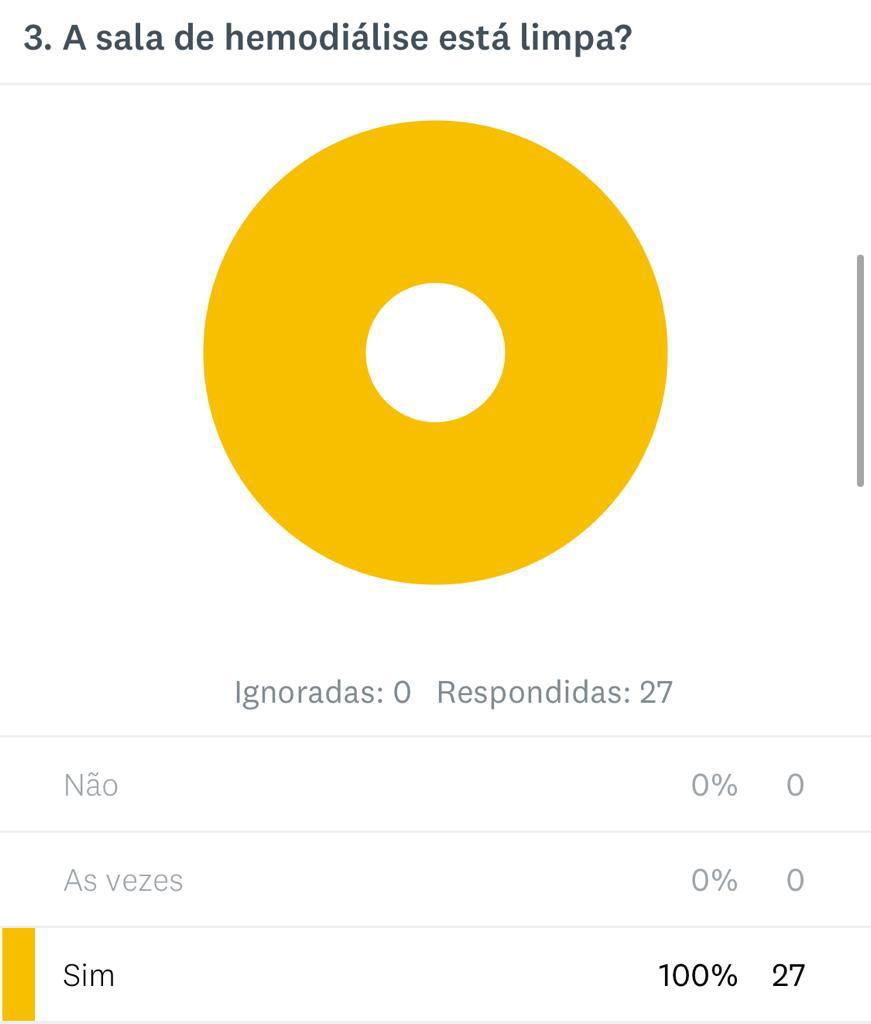 3. A sala de hemodiálise está limpa?
Ignoradas: 0 Respondidas: 27
Não 0% 0
As vezes 0% 0
Sim 100% 27